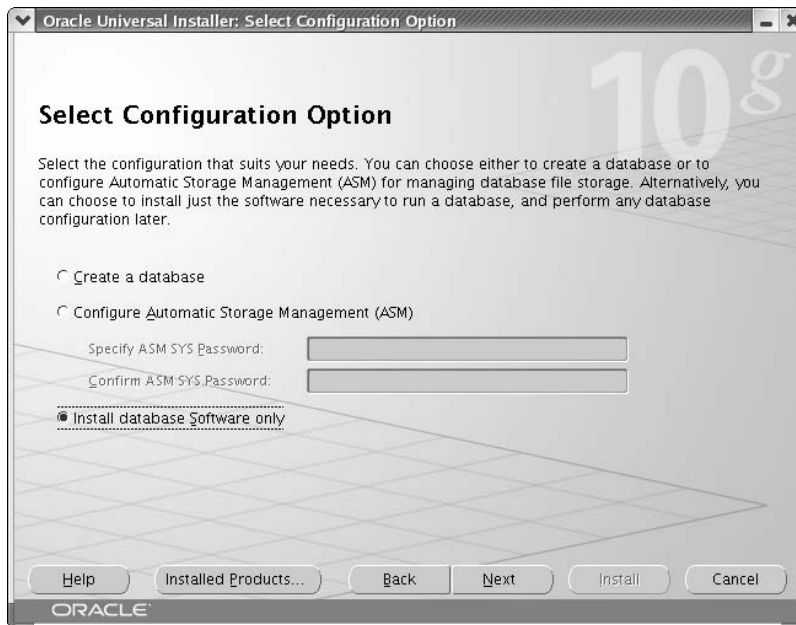 Oracle Universal Installer: Select Configuration Option
10g
Select Configuration Option
Select the configuration that suits your needs. You can choose either to create a database or to
configure Automatic Storage Management (ASM) for managing database file storage. Alternatively, you
can choose to install just the software necessary to run a database, and perform any database
configuration later.
Create a database
Configure Automatic Storage Management (ASM)
Specify ASM SYS Password:
Confirm ASM SYS Password:
Install database Software only
Help Installed Products... Back Next Install Cancel
ORACLE